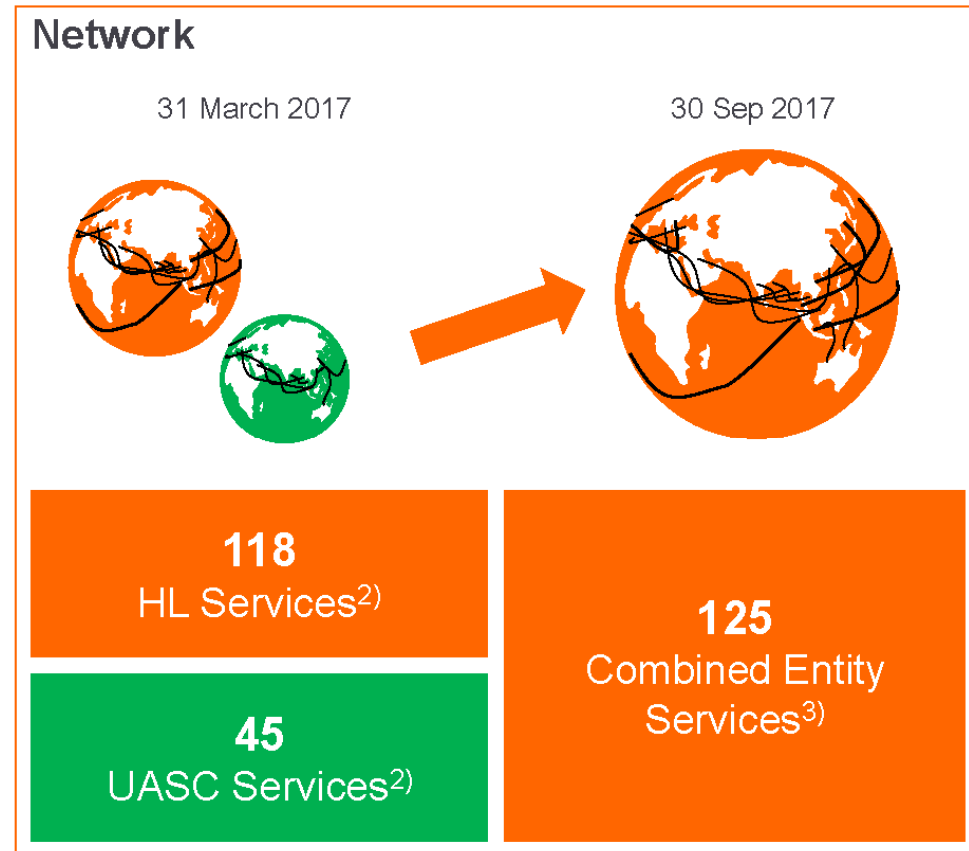 Network
31 March 2017
30 Sep 2017
118
HL Services2)
45
UASC Services2)
125
Combined Entity
Services3)